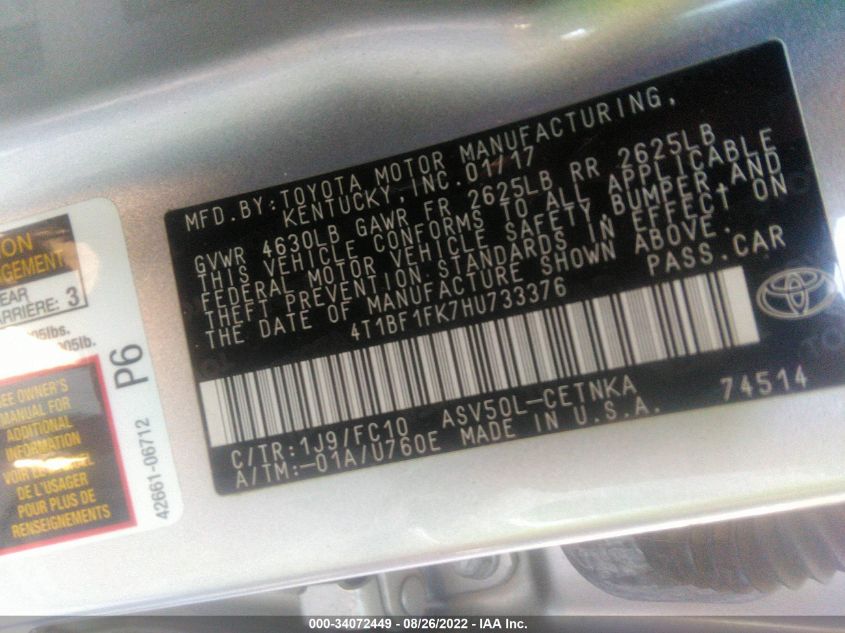 MFD. BY: TOYOTA MOTOR MANUFACTURING,
KENTUCKY, INC. 01/17
GVWR 4630LB GAWR FR 2625LB RR 2625LB
THIS VEHICLE CONFORMS TO ALL APPLICABLE
FEDERAL MOTOR VEHICLE SAFETY, BUMPER, AND
THEFT PREVENTION STANDARDS IN EFFECT ON
THE DATE OF MANUFACTURE SHOWN ABOVE.
4T1BF1FK7HU733376 PASS. CAR
C/TR: 1J9/FC10 ASV50L-CETNKA 74514
A/TM:-01A/U760E MADE IN U.S.A.
ARRIÈRE: 3
P6
42661-06712
SEE OWNER'S
MANUAL FOR
ADDITIONAL
INFORMATION
VOIR LE MANUEL
DE L'USAGER
POUR PLUS DE
RENSEIGNEMENTS
000-34072449 - 08/26/2022 - IAA Inc.